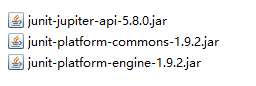 junit-jupiter-api-5.8.0.jar
junit-platform-commons-1.9.2.jar
junit-platform-engine-1.9.2.jar